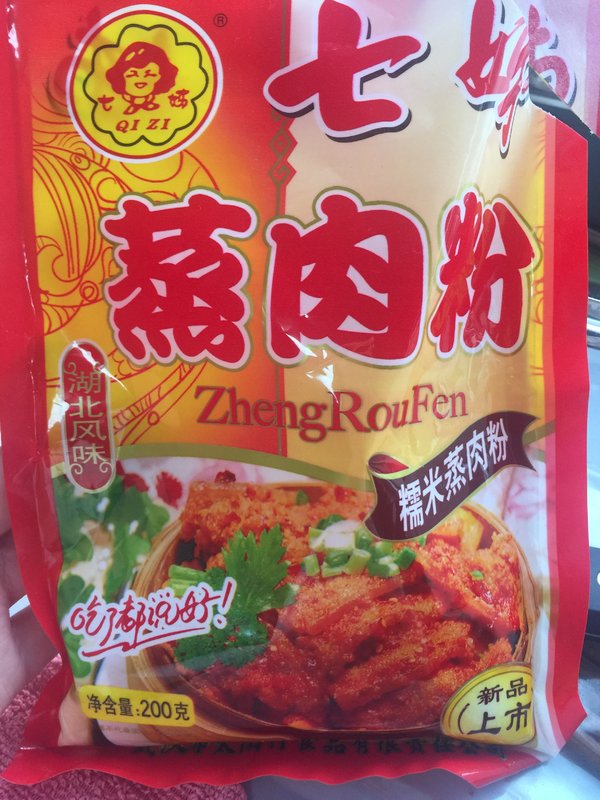 七姊
QI ZI
®
七姊
蒸肉粉
ZhengRouFen
湖北风味
糯米蒸肉粉
吃了都说好!
净含量:200克
新品
上市